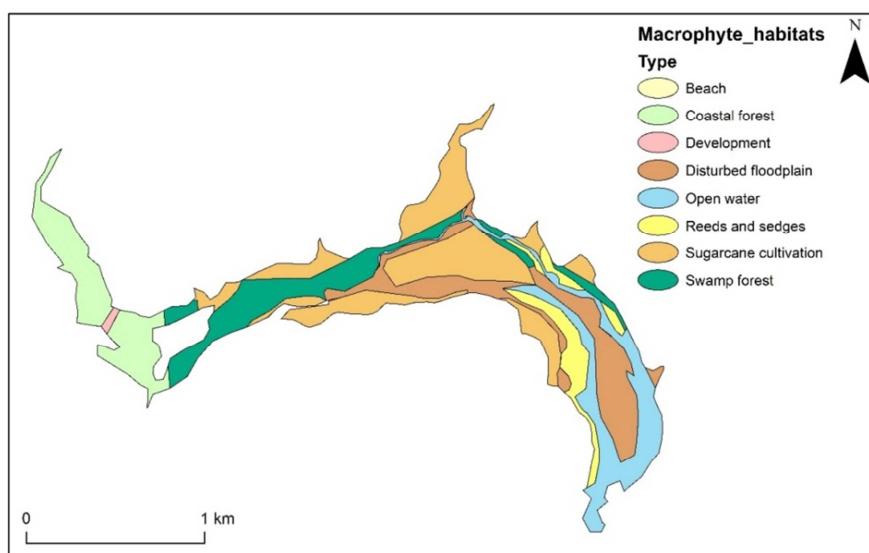 Macrophyte_habitats
N
Type
Beach
Coastal forest
Development
Disturbed floodplain
Open water
Reeds and sedges
Sugarcane cultivation
Swamp forest
0 1 km